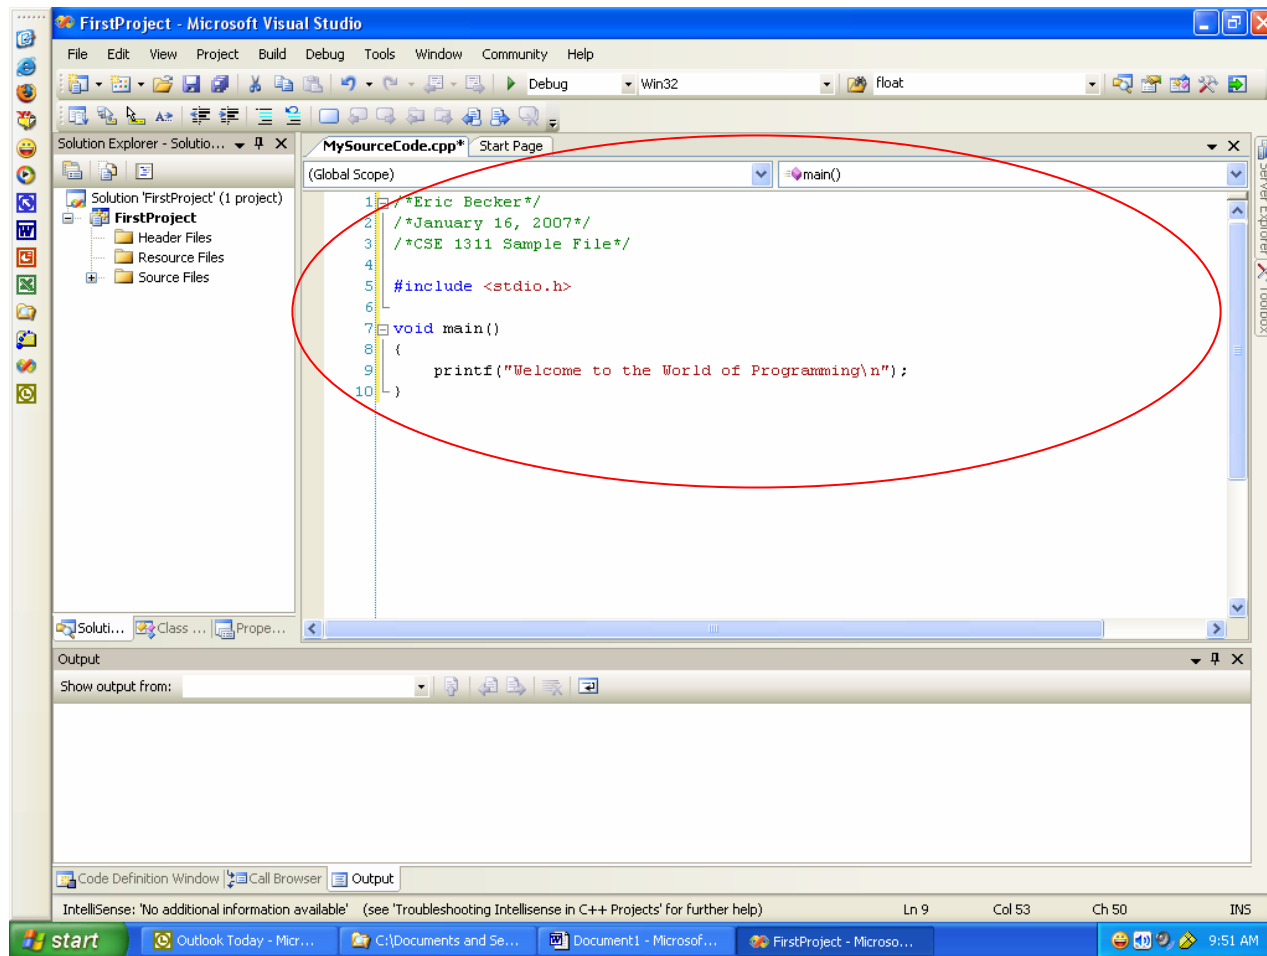 FirstProject - Microsoft Visual Studio
File Edit View Project Build Debug Tools Window Community Help
Debug Win32 float
Solution Explorer - Solutio...
MySourceCode.cpp* Start Page
(Global Scope) main()
Solution 'FirstProject' (1 project)
FirstProject
Header Files
Resource Files
Source Files
1 /*Eric Becker*/
2 /*January 16, 2007*/
3 /*CSE 1311 Sample File*/
4
5 #include <stdio.h>
6
7 void main()
8 {
9 printf("Welcome to the World of Programming\n");
10 }
Server Explorer
Toolbox
Soluti... Class ... Prope...
Output
Show output from:
Code Definition Window Call Browser Output
IntelliSense: 'No additional information available' (see 'Troubleshooting Intellisense in C++ Projects' for further help) Ln 9 Col 53 Ch 50 INS
start Outlook Today - Micr... C:\Documents and Se... Document1 - Microsof... FirstProject - Microso... 9:51 AM